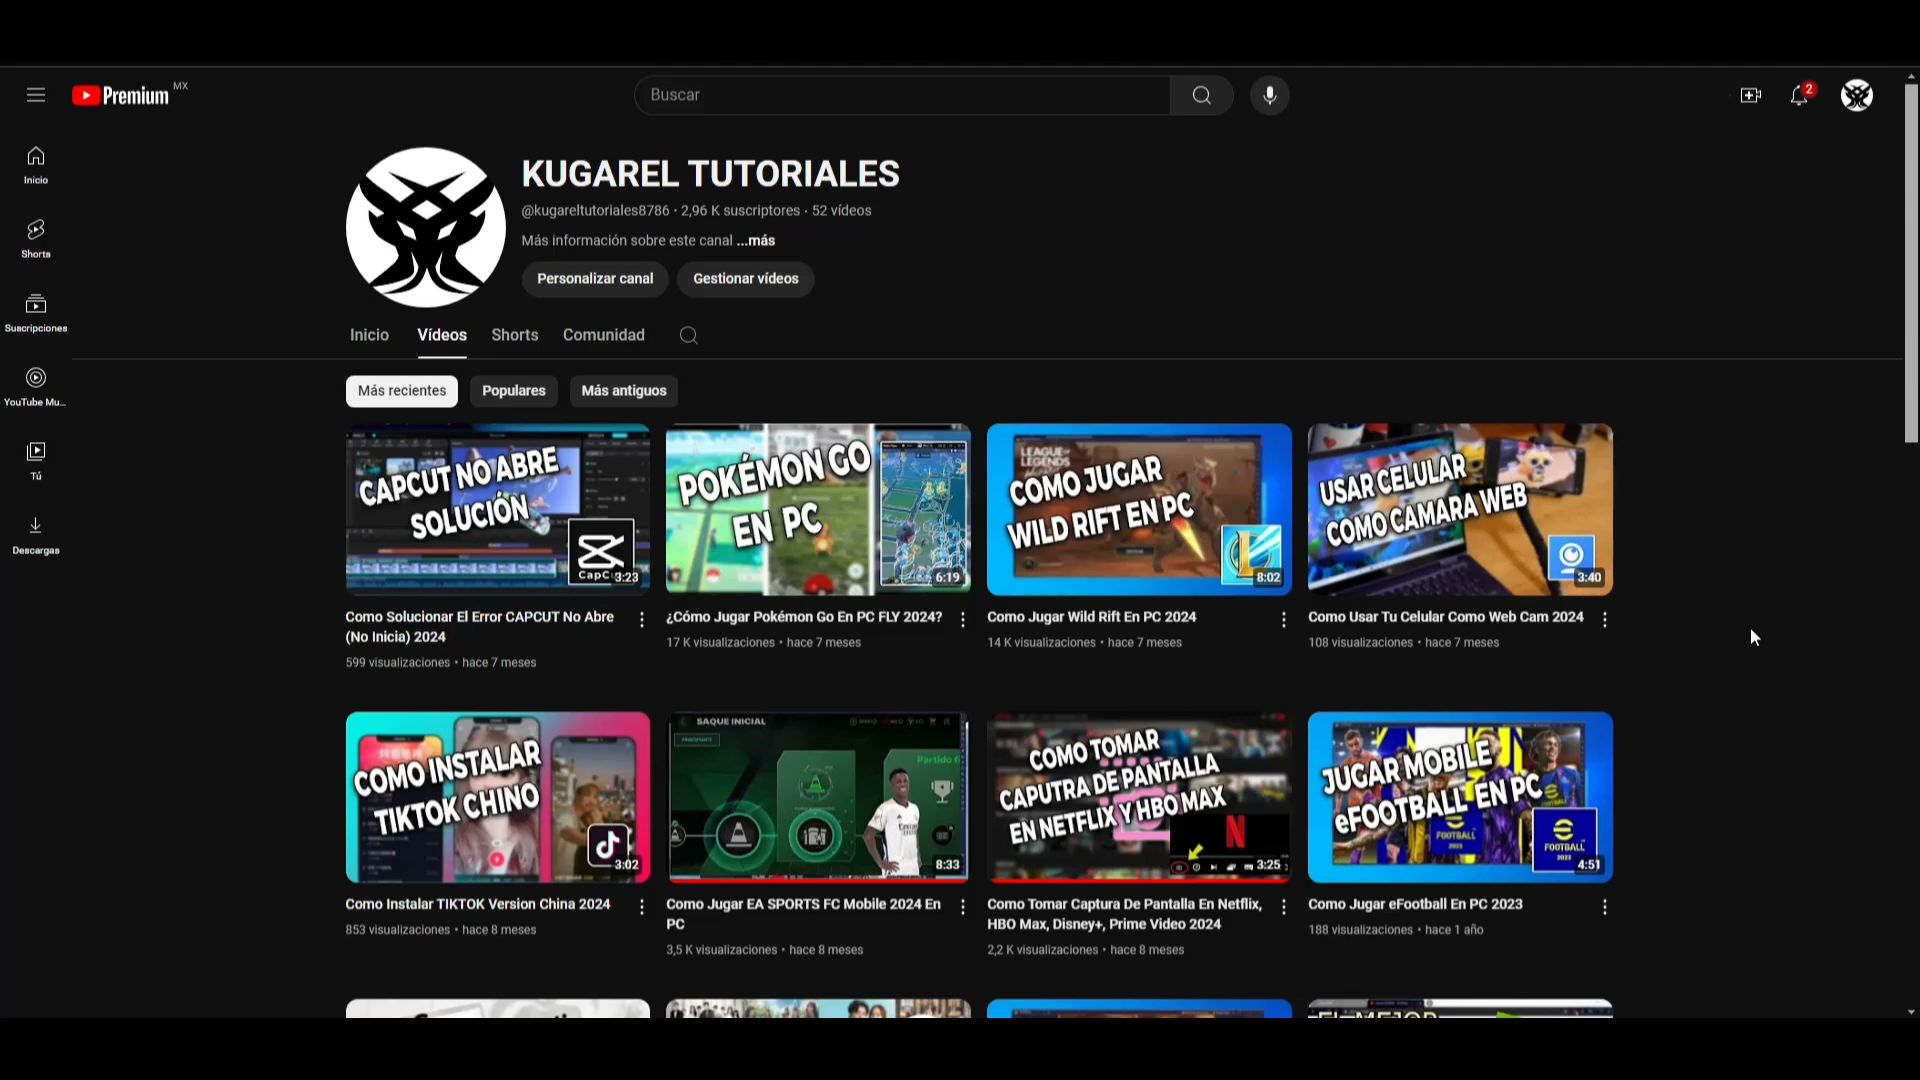 Premium MX
Buscar
2
Inicio
Shorts
Suscripciones
YouTube Mu...
Tú
Descargas
KUGAREL TUTORIALES
@kugareltutoriales8786 · 2,96 K suscriptores · 52 vídeos
Más información sobre este canal ...más
Personalizar canal
Gestionar vídeos
Inicio
Vídeos
Shorts
Comunidad
Más recientes
Populares
Más antiguos
CAPCUT NO ABRE
SOLUCIÓN
3:23
POKÉMON GO
EN PC
6:19
LEAGUE OF
LEGENDS
COMO JUGAR
WILD RIFT EN PC
8:02
USAR CELULAR
COMO CAMARA WEB
3:40
Como Solucionar El Error CAPCUT No Abre
(No Inicia) 2024
599 visualizaciones • hace 7 meses
¿Cómo Jugar Pokémon Go En PC FLY 2024?
17 K visualizaciones • hace 7 meses
Como Jugar Wild Rift En PC 2024
14 K visualizaciones • hace 7 meses
Como Usar Tu Celular Como Web Cam 2024
108 visualizaciones • hace 7 meses
COMO INSTALAR
TIKTOK CHINO
3:02
SAQUE INICIAL
8:33
COMO TOMAR
CAPUTRA DE PANTALLA
EN NETFLIX Y HBO MAX
3:25
JUGAR MOBILE
eFOOTBALL EN PC
FOOTBALL
2023
4:51
Como Instalar TIKTOK Version China 2024
853 visualizaciones • hace 8 meses
Como Jugar EA SPORTS FC Mobile 2024 En
PC
3,5 K visualizaciones • hace 8 meses
Como Tomar Captura De Pantalla En Netflix,
HBO Max, Disney+, Prime Video 2024
2,2 K visualizaciones • hace 8 meses
Como Jugar eFootball En PC 2023
188 visualizaciones • hace 1 año